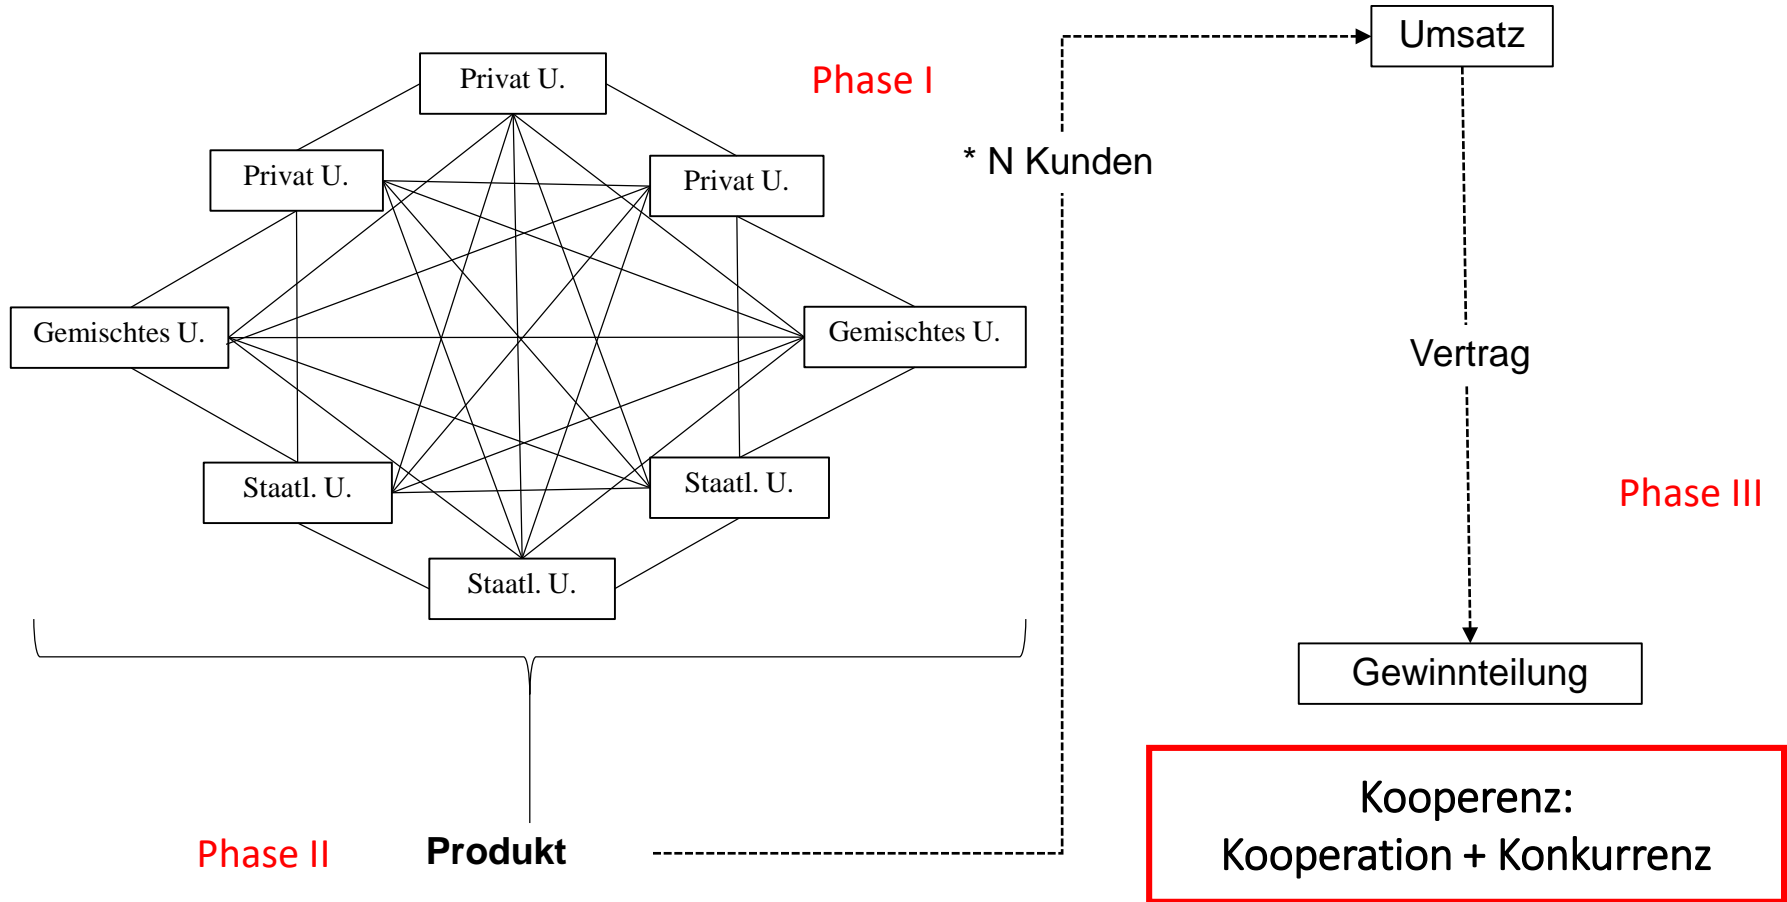 Umsatz
Privat U.
Phase I
* N Kunden
Privat U.
Privat U.
Gemischtes U.
Gemischtes U.
Vertrag
Staatl. U.
Staatl. U.
Phase III
Staatl. U.
Gewinnteilung
Kooperenz:
Kooperation + Konkurrenz
Phase II
Produkt